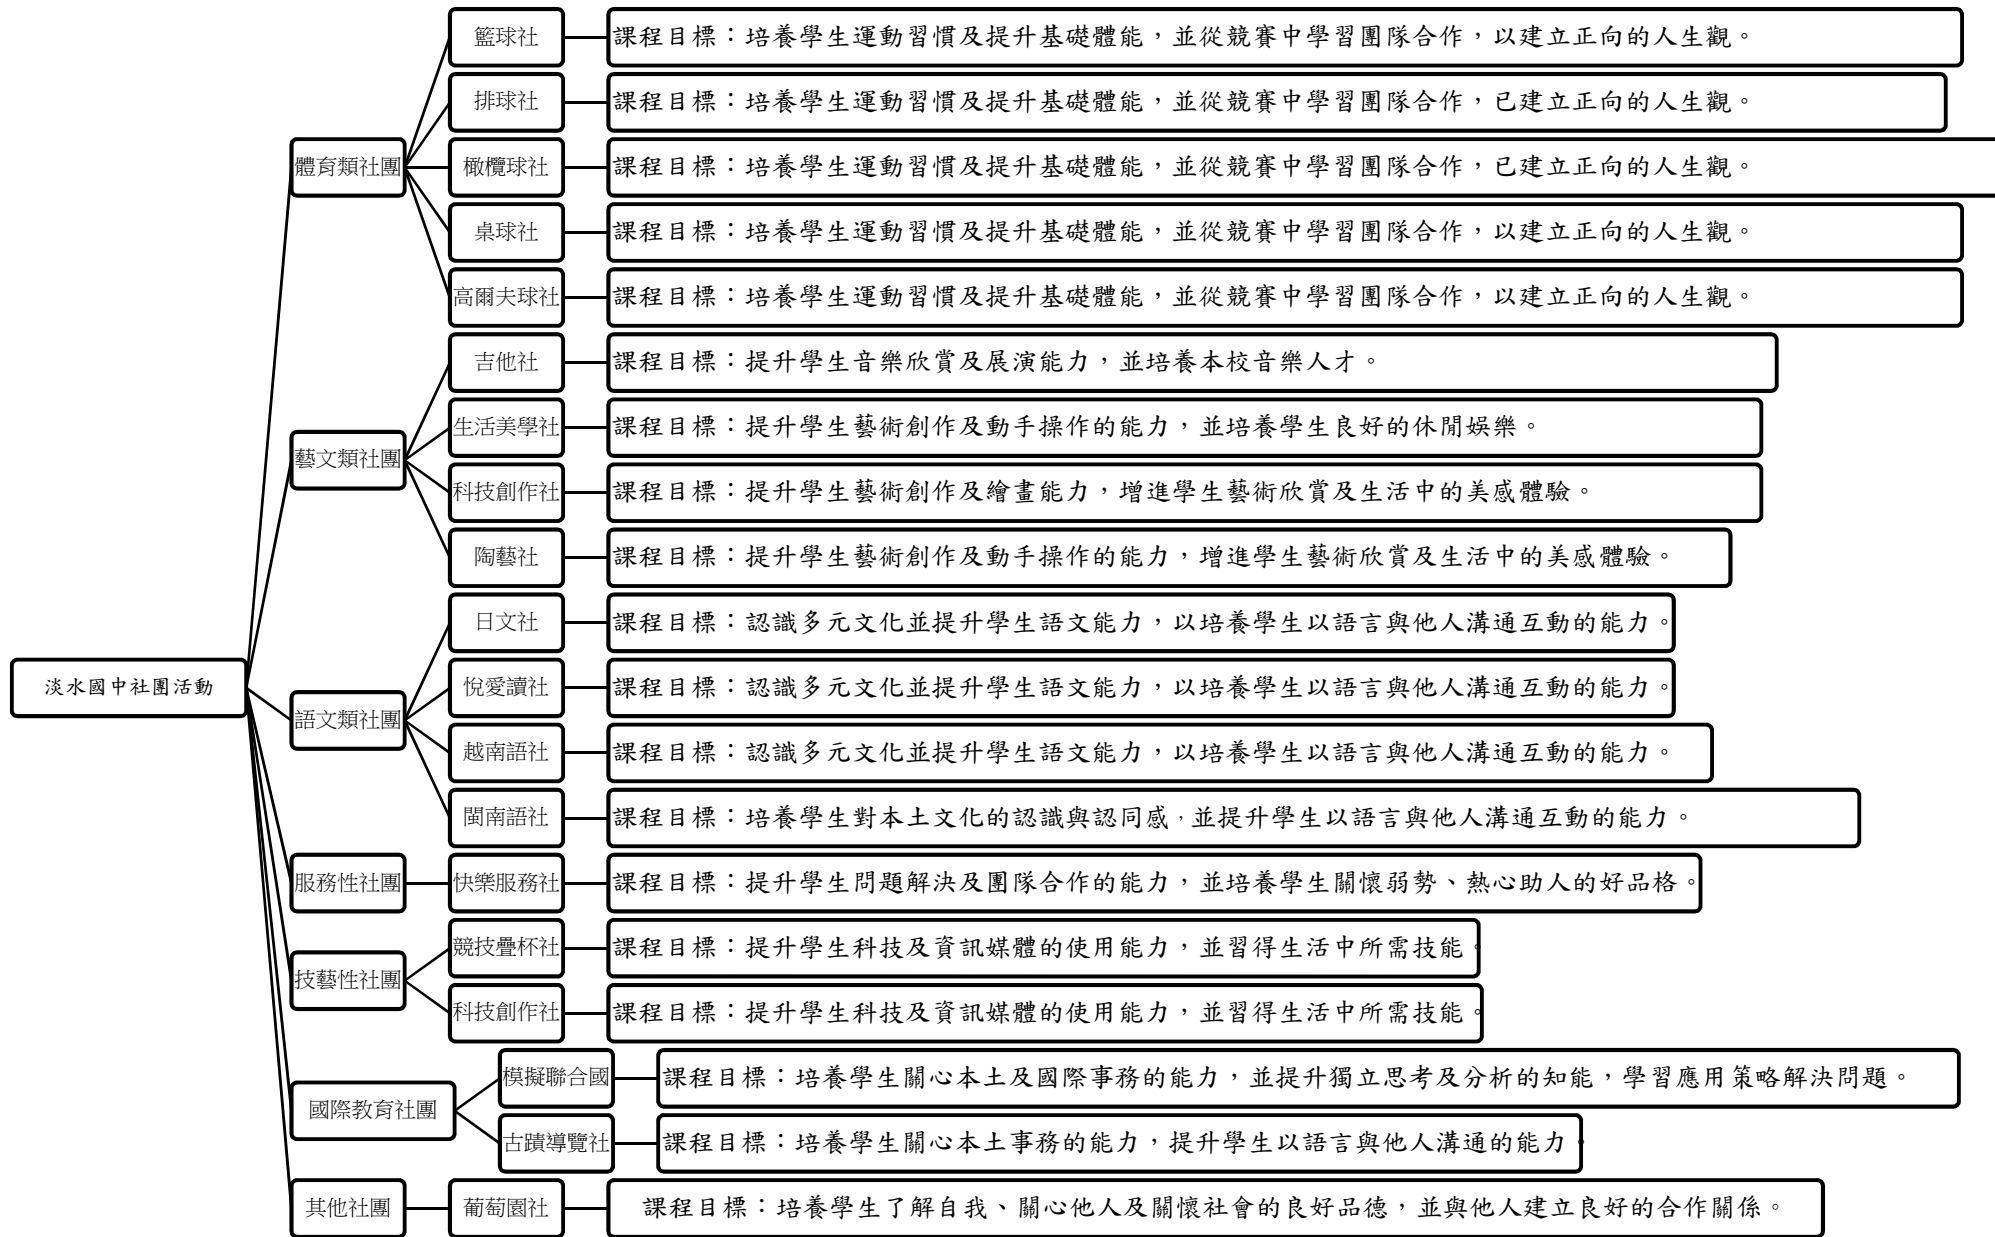 淡水國中社團活動
體育類社團
籃球社
課程目標：培養學生運動習慣及提升基礎體能，並從競賽中學習團隊合作，以建立正向的人生觀。
排球社
課程目標：培養學生運動習慣及提升基礎體能，並從競賽中學習團隊合作，已建立正向的人生觀。
橄欖球社
課程目標：培養學生運動習慣及提升基礎體能，並從競賽中學習團隊合作，已建立正向的人生觀。
桌球社
課程目標：培養學生運動習慣及提升基礎體能，並從競賽中學習團隊合作，以建立正向的人生觀。
高爾夫球社
課程目標：培養學生運動習慣及提升基礎體能，並從競賽中學習團隊合作，以建立正向的人生觀。
藝文類社團
吉他社
課程目標：提升學生音樂欣賞及展演能力，並培養本校音樂人才。
生活美學社
課程目標：提升學生藝術創作及動手操作的能力，並培養學生良好的休閒娛樂。
科技創作社
課程目標：提升學生藝術創作及繪畫能力，增進學生藝術欣賞及生活中的美感體驗。
陶藝社
課程目標：提升學生藝術創作及動手操作的能力，增進學生藝術欣賞及生活中的美感體驗。
語文類社團
日文社
課程目標：認識多元文化並提升學生語文能力，以培養學生以語言與他人溝通互動的能力。
悅愛讀社
課程目標：認識多元文化並提升學生語文能力，以培養學生以語言與他人溝通互動的能力。
越南語社
課程目標：認識多元文化並提升學生語文能力，以培養學生以語言與他人溝通互動的能力。
閩南語社
課程目標：培養學生對本土文化的認識與認同感，並提升學生以語言與他人溝通互動的能力。
服務性社團
快樂服務社
課程目標：提升學生問題解決及團隊合作的能力，並培養學生關懷弱勢、熱心助人的好品格。
技藝性社團
競技疊杯社
課程目標：提升學生科技及資訊媒體的使用能力，並習得生活中所需技能。
科技創作社
課程目標：提升學生科技及資訊媒體的使用能力，並習得生活中所需技能。
國際教育社團
模擬聯合國
課程目標：培養學生關心本土及國際事務的能力，並提升獨立思考及分析的知能，學習應用策略解決問題。
古蹟導覽社
課程目標：培養學生關心本土事務的能力，提升學生以語言與他人溝通的能力。
其他社團
葡萄園社
課程目標：培養學生了解自我、關心他人及關懷社會的良好品德，並與他人建立良好的合作關係。